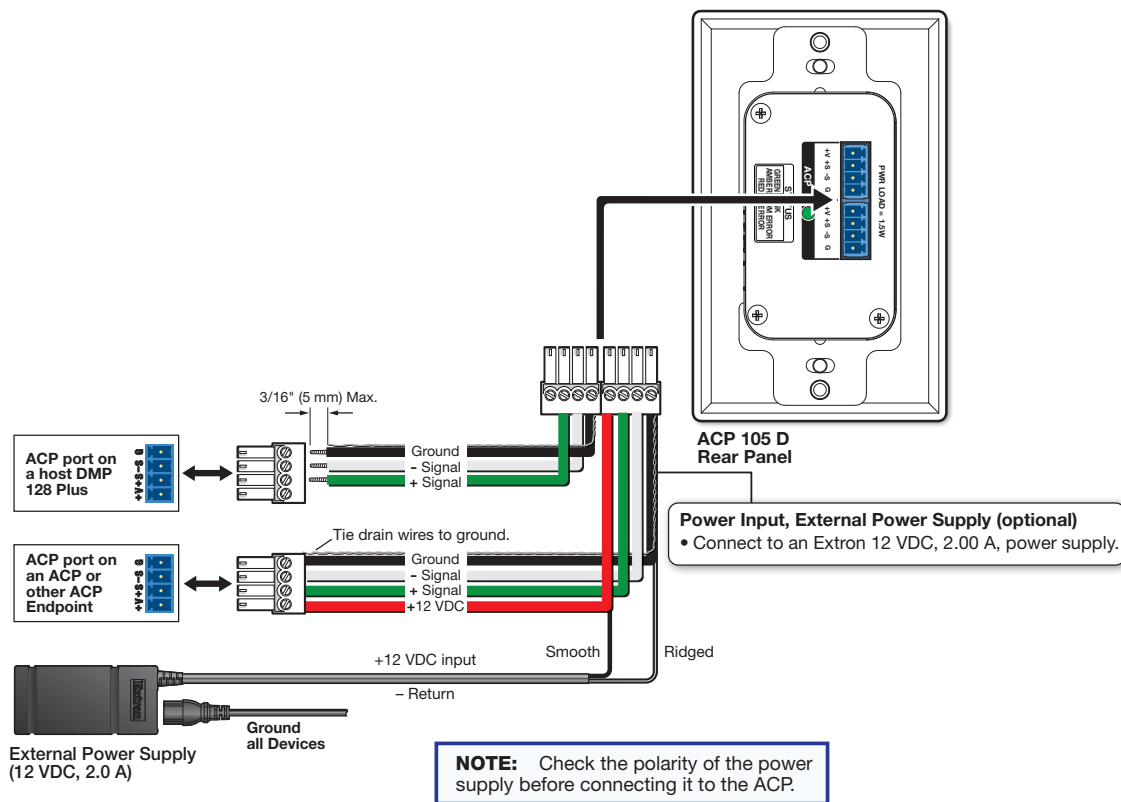 PWR LOAD = 1.5W
+V +S -S G
+V +S -S G
ACP
GREEN
AMBER
RED
ERROR
ERROR
3/16" (5 mm) Max.
ACP port on
a host DMP
128 Plus
G -S +S +V
Ground
– Signal
+ Signal
ACP 105 D
Rear Panel
Power Input, External Power Supply (optional)
• Connect to an Extron 12 VDC, 2.00 A, power supply.
Tie drain wires to ground.
ACP port on
an ACP or
other ACP
Endpoint
G -S +S +V
Ground
– Signal
+ Signal
+12 VDC
Smooth
Ridged
+12 VDC input
– Return
Extron
Ground
all Devices
External Power Supply
(12 VDC, 2.0 A)
NOTE: Check the polarity of the power
supply before connecting it to the ACP.